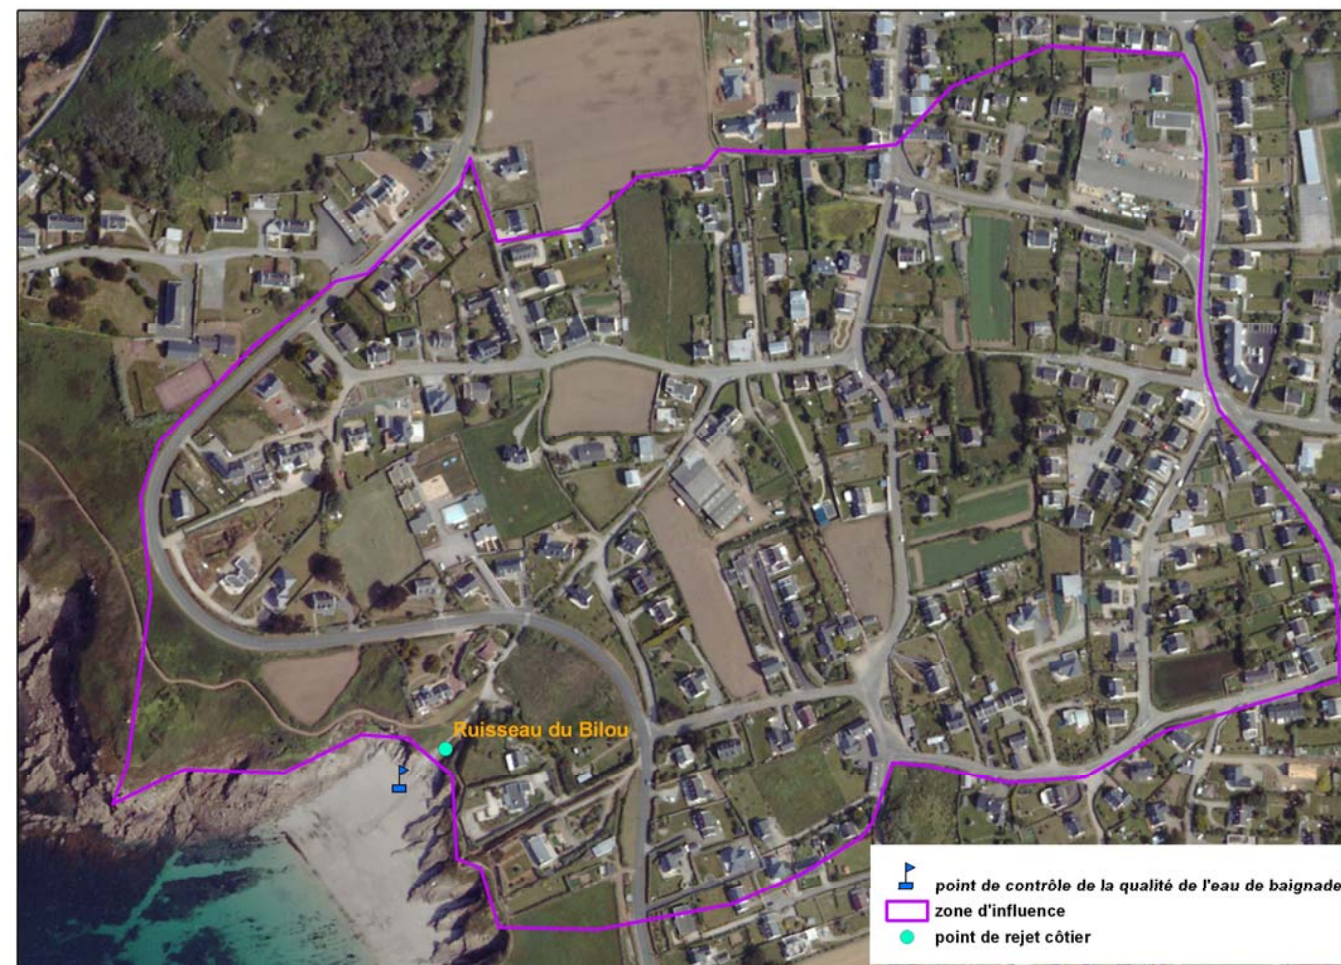 Ruisseau du Bilou
point de contrôle de la qualité de l'eau de baignade
zone d'influence
point de rejet côtier